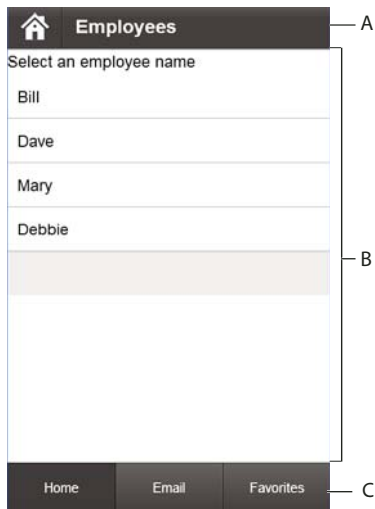 Employees
A
Select an employee name
Bill
Dave
Mary
Debbie
B
Home Email Favorites
C